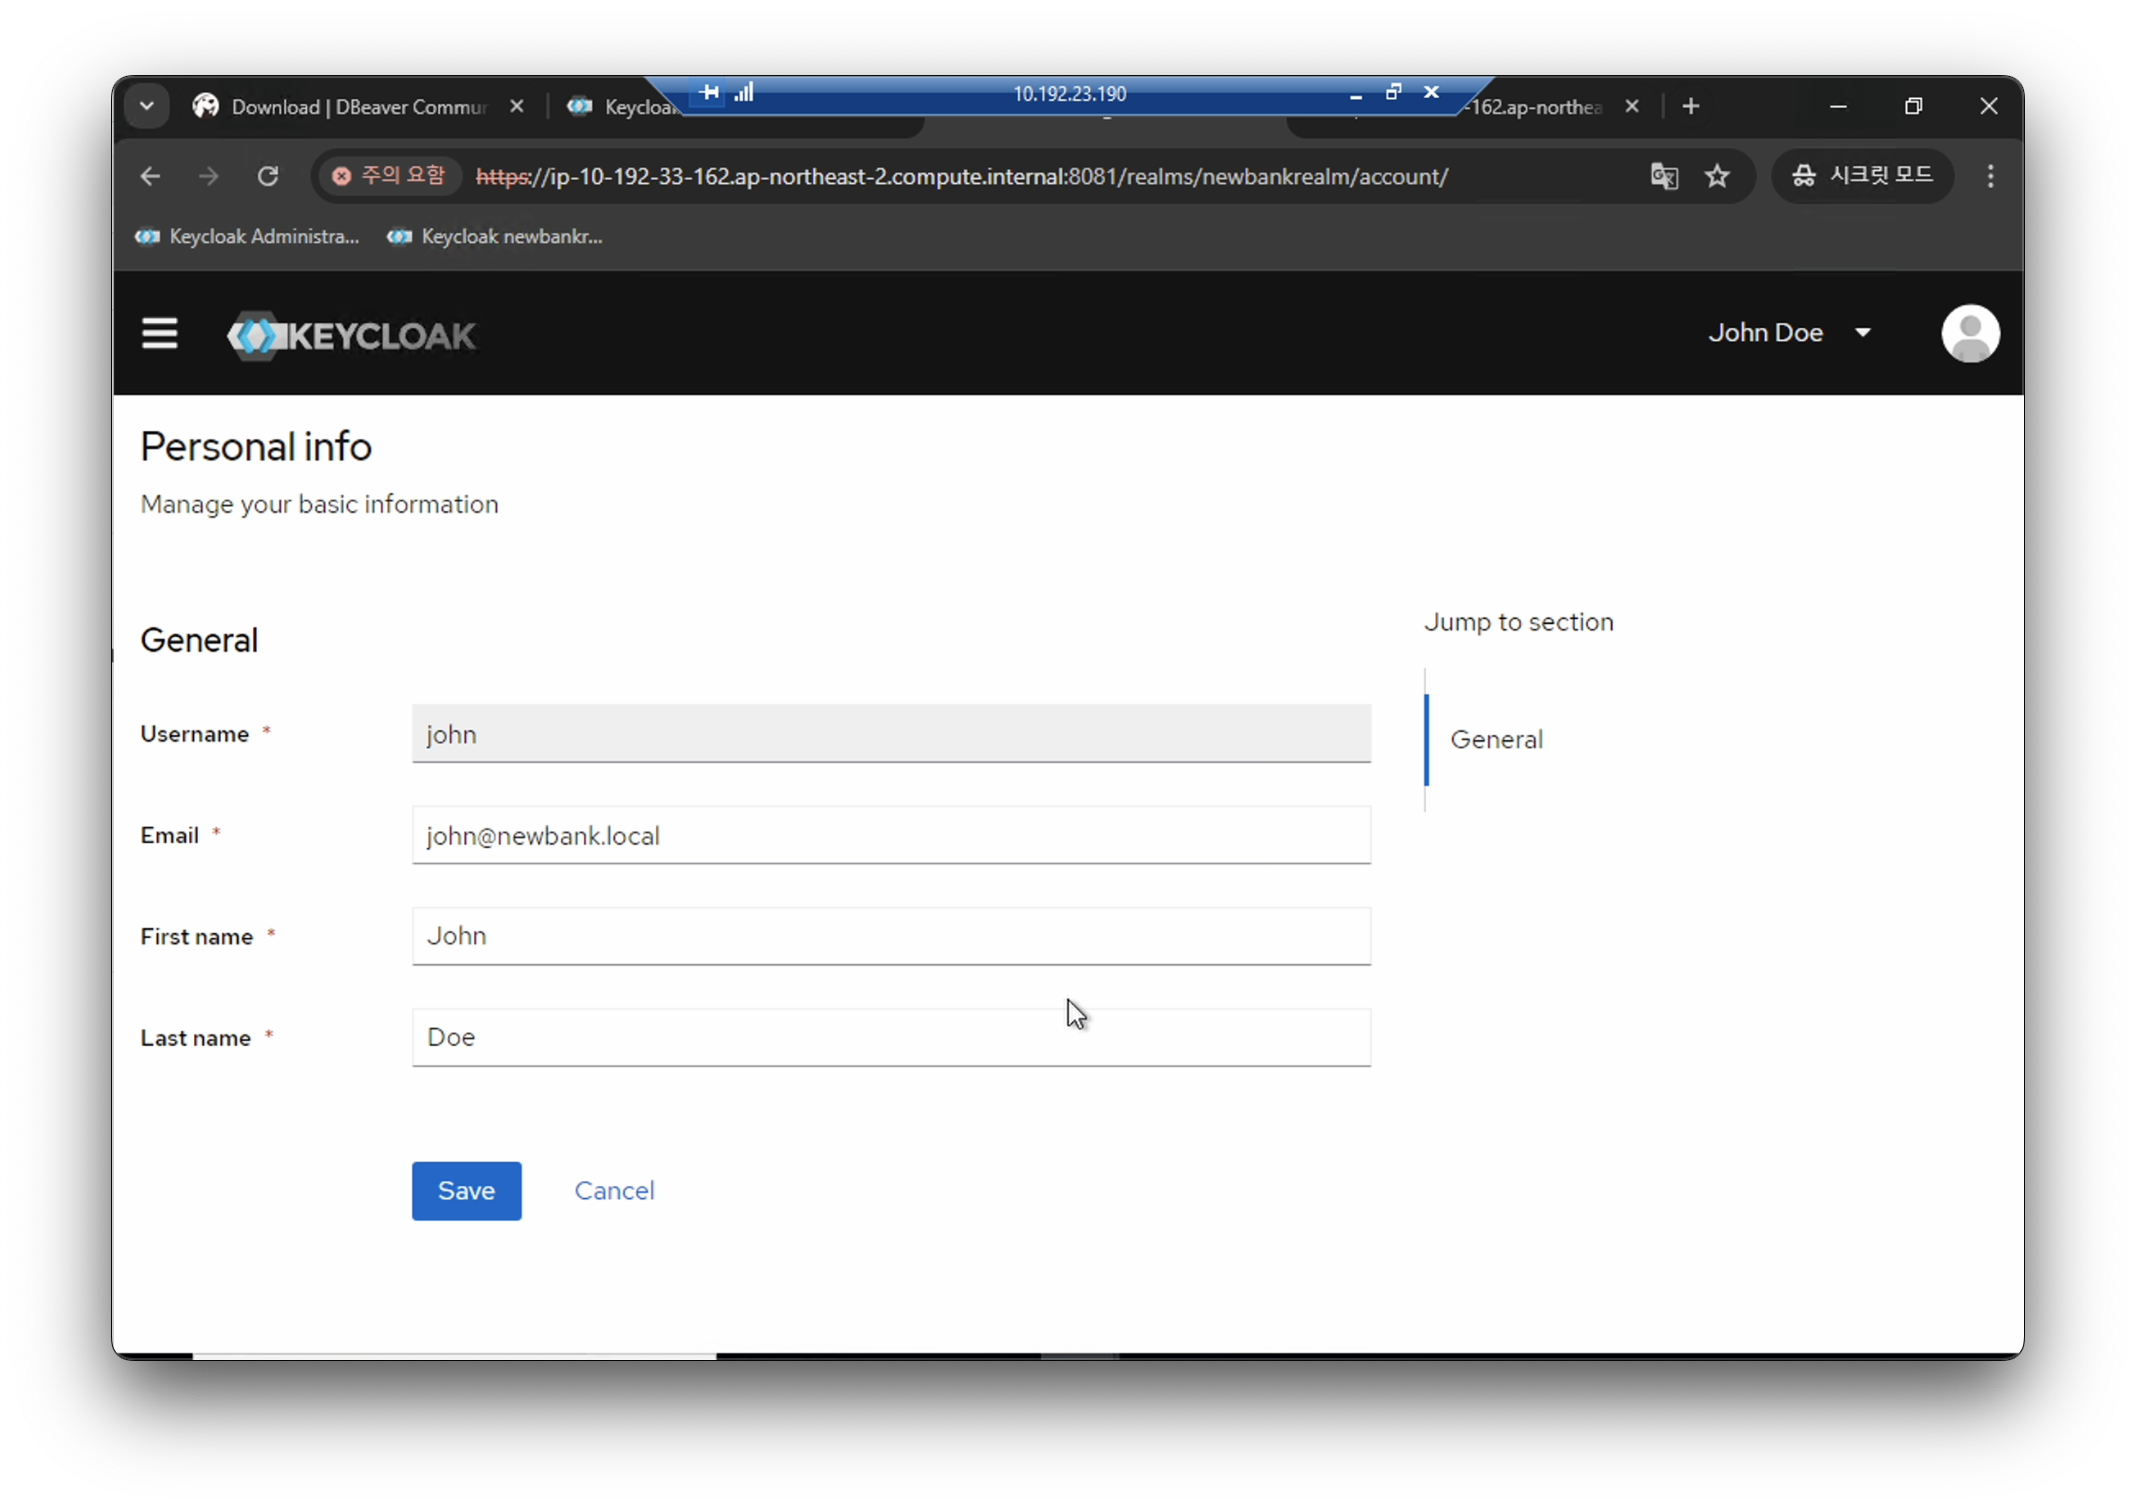 10.192.23.190
Download | DBeaver Commu
Keycloa
-162.ap-northea
주의 요함 https://ip-10-192-33-162.ap-northeast-2.compute.internal:8081/realms/newbankrealm/account/ 시크릿 모드
Keycloak Administra... Keycloak newbankr...
KEYCLOAK
John Doe
Personal info
Manage your basic information
Jump to section
General
General
Username * john
Email * john@newbank.local
First name * John
Last name * Doe
Save Cancel